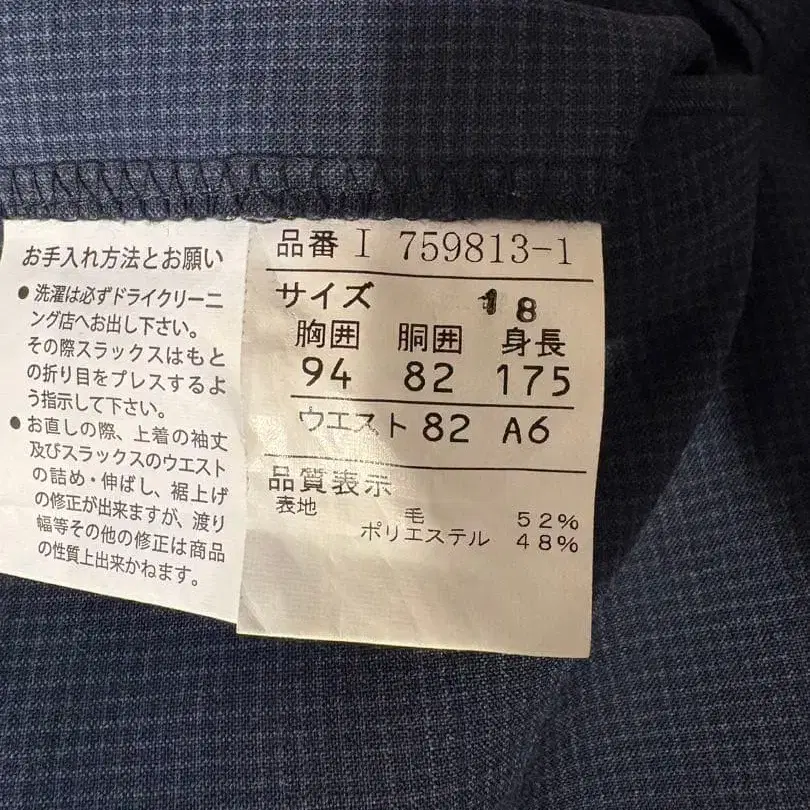 お手入れ方法とお願い
●洗濯は必ずドライクリーニ
ング店へお出し下さい。
その際スラックスはもと
の折り目をプレスするよ
う指示して下さい。
●お直しの際、上着の袖丈
及びスラックスのウエスト
の詰め・伸ばし、裾上げ
の修正が出来ますが、渡り
幅等その他の修正は商品
の性質上出来かねます。
品番 I 759813-1
サイズ 18
胸囲 胴囲 身長
94 82 175
ウエスト 82 A6
品質表示
表地 毛 52%
ポリエステル 48%